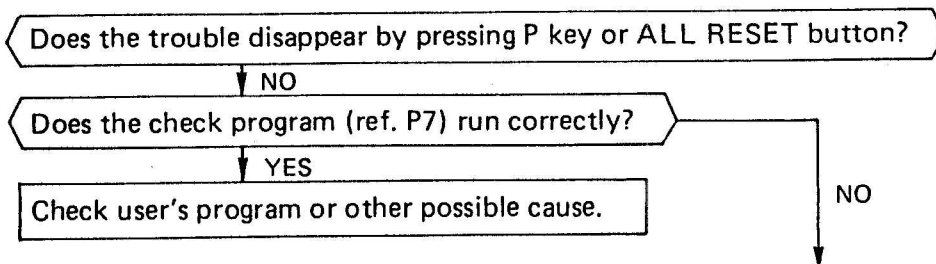 Does the trouble disappear by pressing P key or ALL RESET button?
NO
Does the check program (ref. P7) run correctly?
YES
NO
Check user's program or other possible cause.